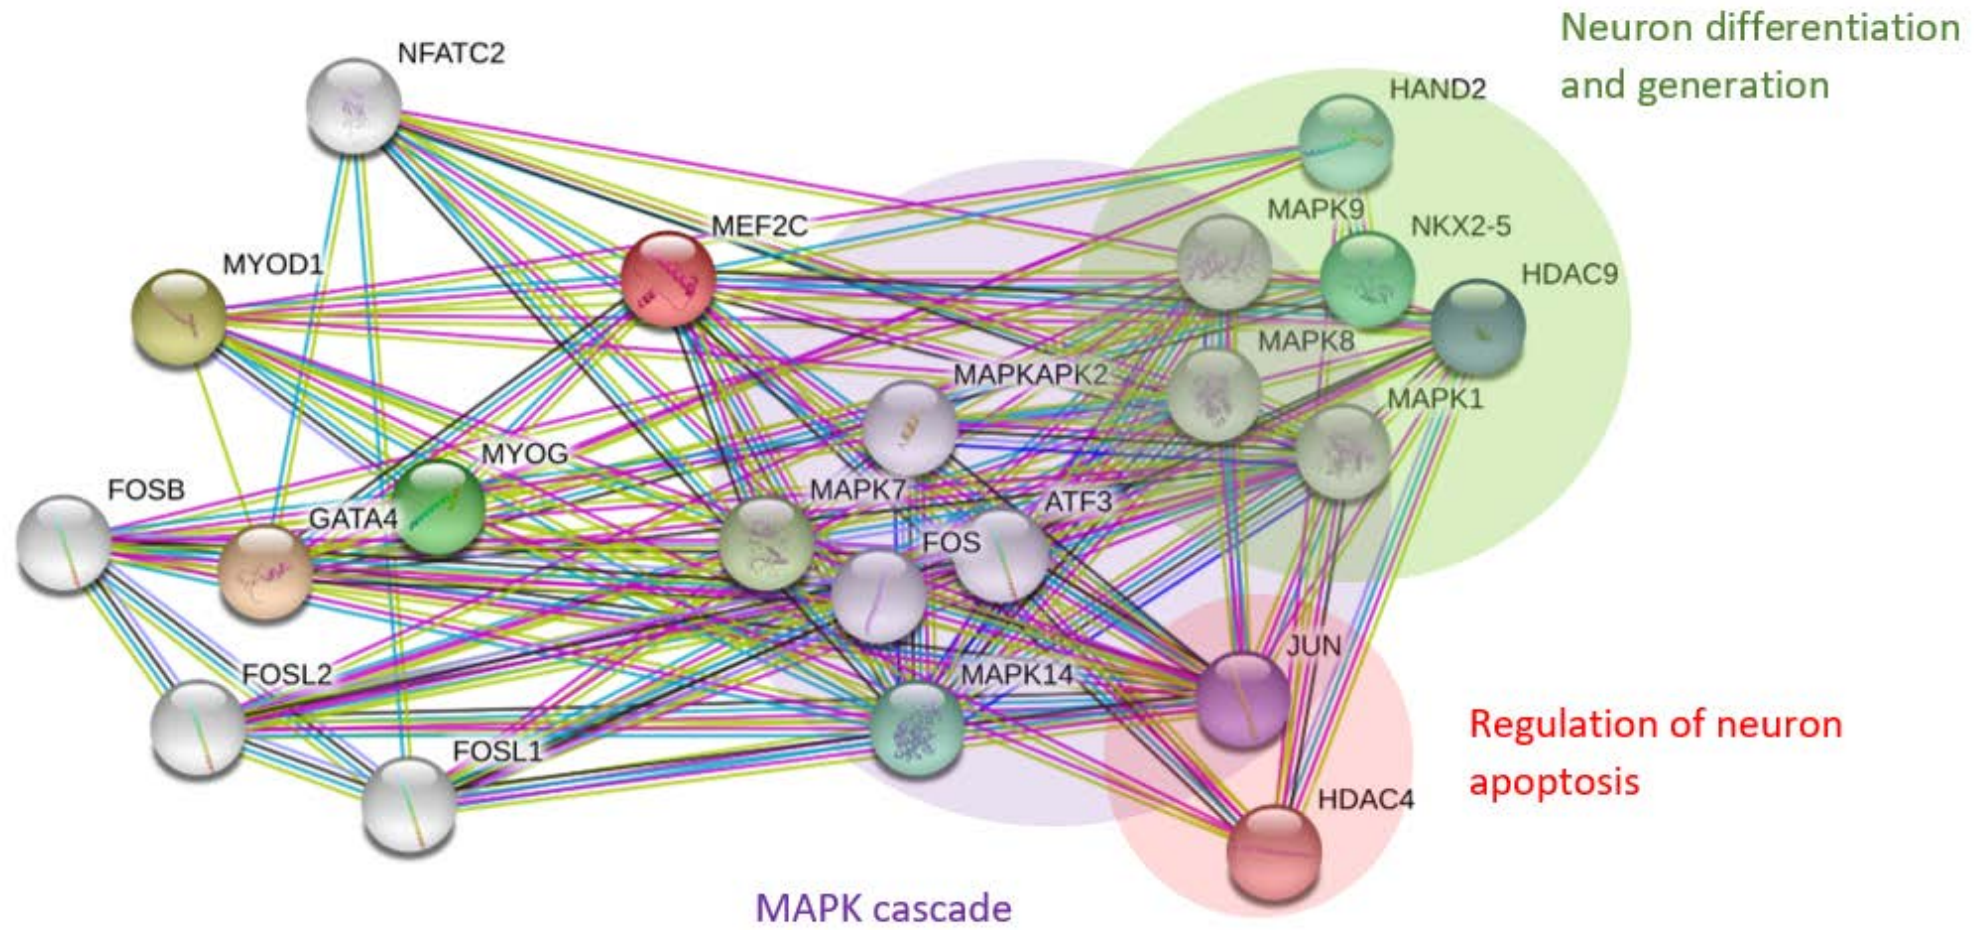 Neuron differentiation
and generation
NFATC2
HAND2
MAPK9
MEF2C
NKX2-5
MYOD1
HDAC9
MAPK8
MAPKAPK2
MAPK1
MYOG
FOSB
MAPK7
ATF3
GATA4
FOS
JUN
FOSL2
MAPK14
Regulation of neuron
apoptosis
FOSL1
HDAC4
MAPK cascade